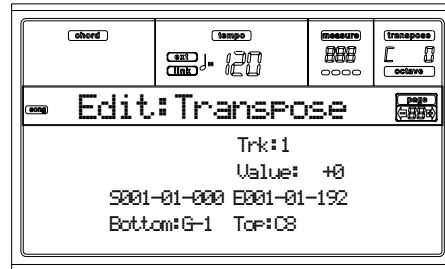 chord tempo measure transpose
ext ♩= 120 888 C 0
link octave
song Edit:Transpose page
Trk:1
Value: +0
S001-01-000 E001-01-192
Bottom:G-1 Top:C8